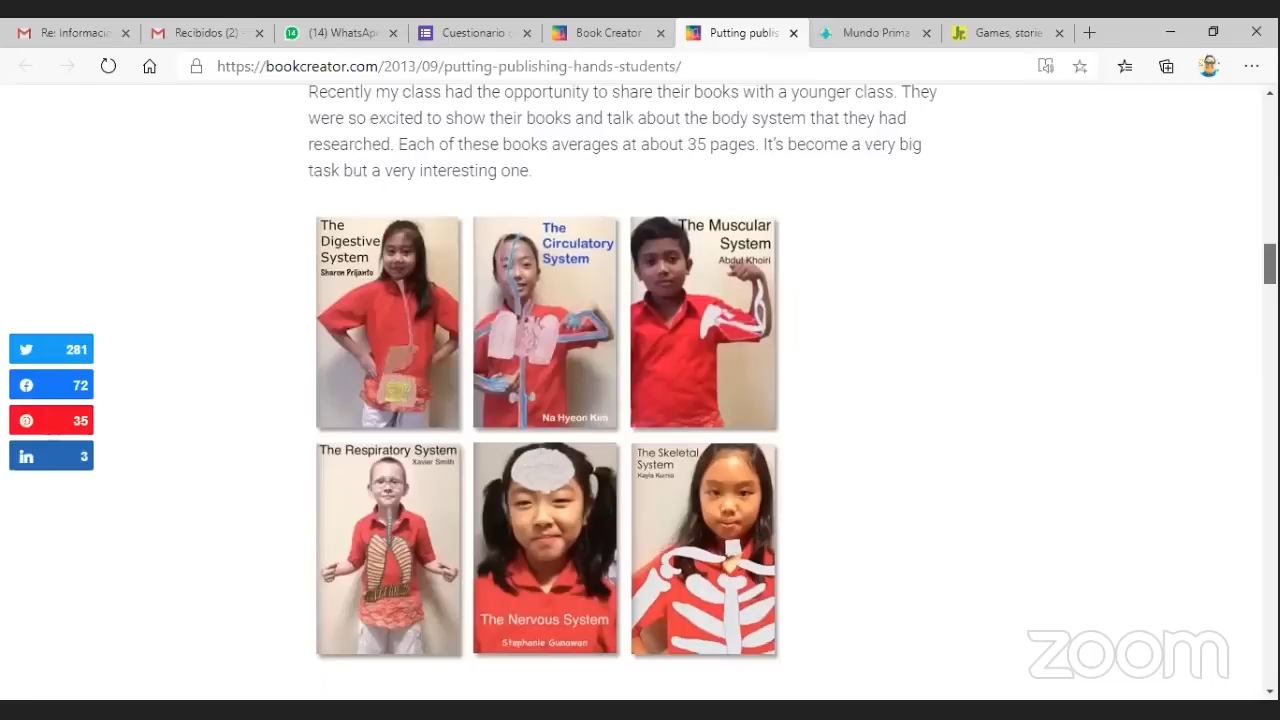 Re: Informaci
Recibidos (2) -
(14) WhatsAp
Cuestionario
Book Creator
Putting publis
Mundo Prima
Games, storie
https://bookcreator.com/2013/09/putting-publishing-hands-students/
Recently my class had the opportunity to share their books with a younger class. They
were so excited to show their books and talk about the body system that they had
researched. Each of these books averages at about 35 pages. It's become a very big
task but a very interesting one.
The
Digestive
System
Sharon Prijanto
The
Circulatory
System
Na Hyeon Kim
The Muscular
System
Abdul Khoiri
281
72
35
3
The Respiratory System
Xavier Smith
The Nervous System
Stephanie Gunawan
The Skeletal
System
Kayla Kurnia
zoom